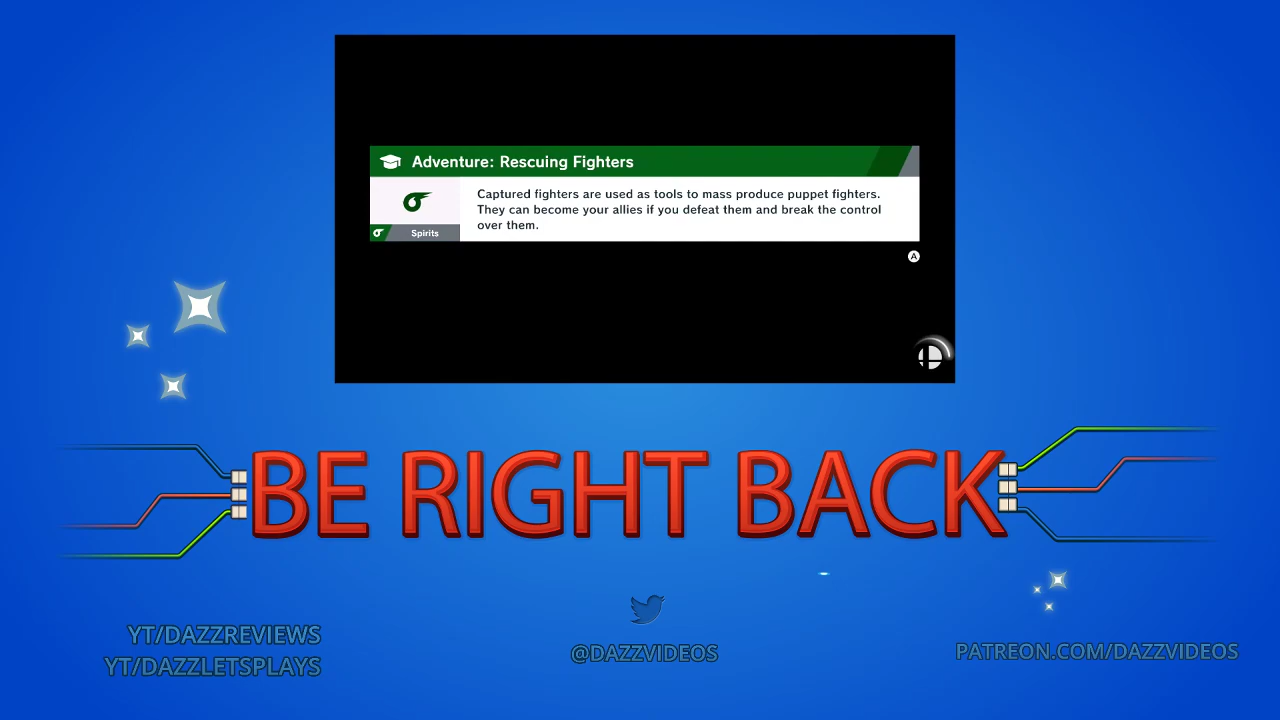 Adventure: Rescuing Fighters
Captured fighters are used as tools to mass produce puppet fighters.
They can become your allies if you defeat them and break the control
over them.
Spirits
A
BE RIGHT BACK
YT/DAZZREVIEWS
YT/DAZZLETSPLAYS
@DAZZVIDEOS
PATREON.COM/DAZZVIDEOS